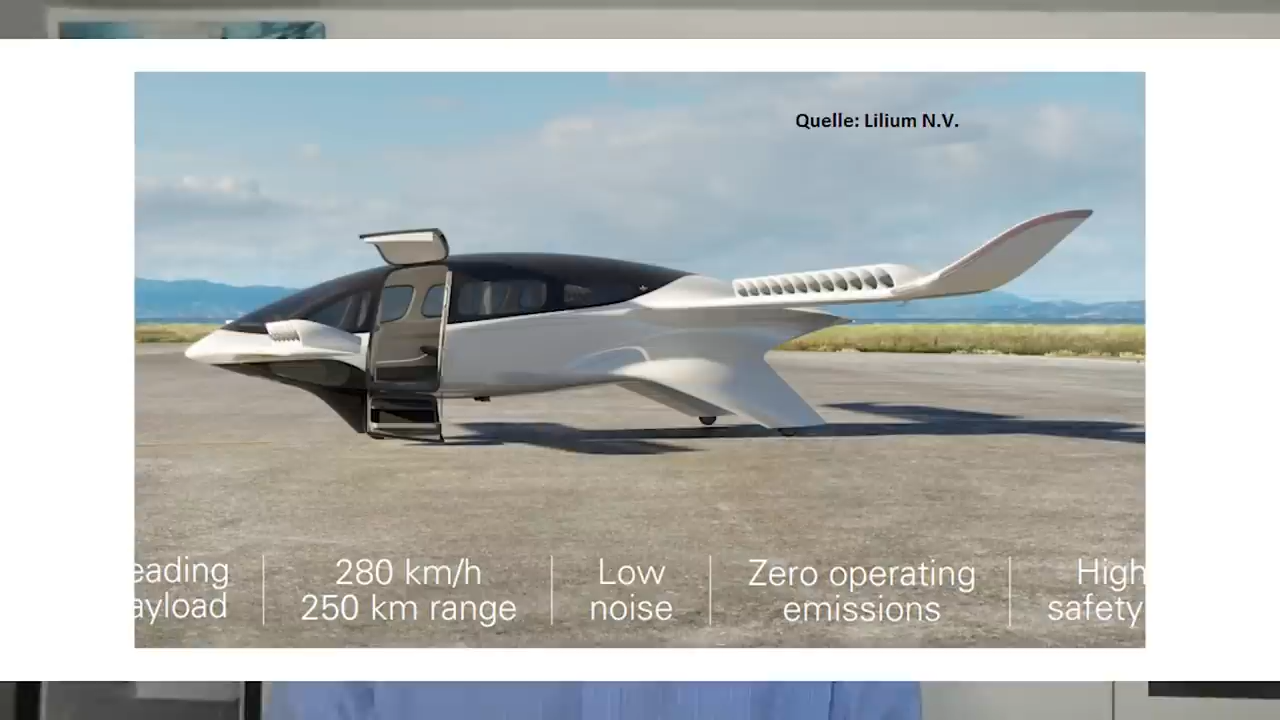 Quelle: Lilium N.V.
eading
ayload
280 km/h
250 km range
Low
noise
Zero operating
emissions
High
safety